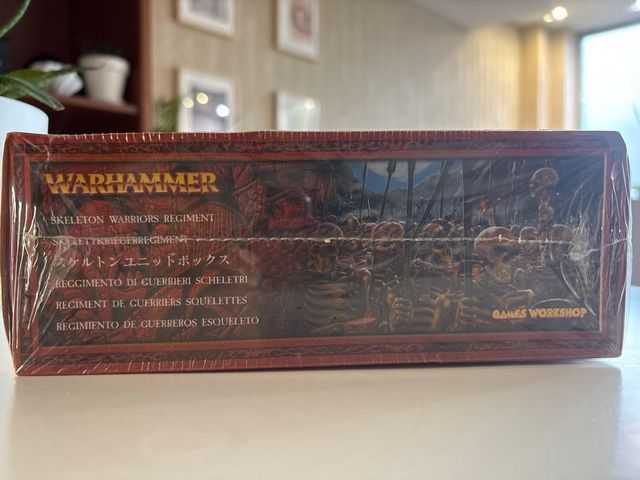 WARHAMMER
SKELETON WARRIORS REGIMENT
SKELETTKRIEGERREGIMENT
スケルトンユニットボックス
REGGIMENTO DI GUERRIERI SCHELETRI
REGIMENT DE GUERRIERS SQUELETTES
REGIMIENTO DE GUERREROS ESQUELETO
GAMES WORKSHOP